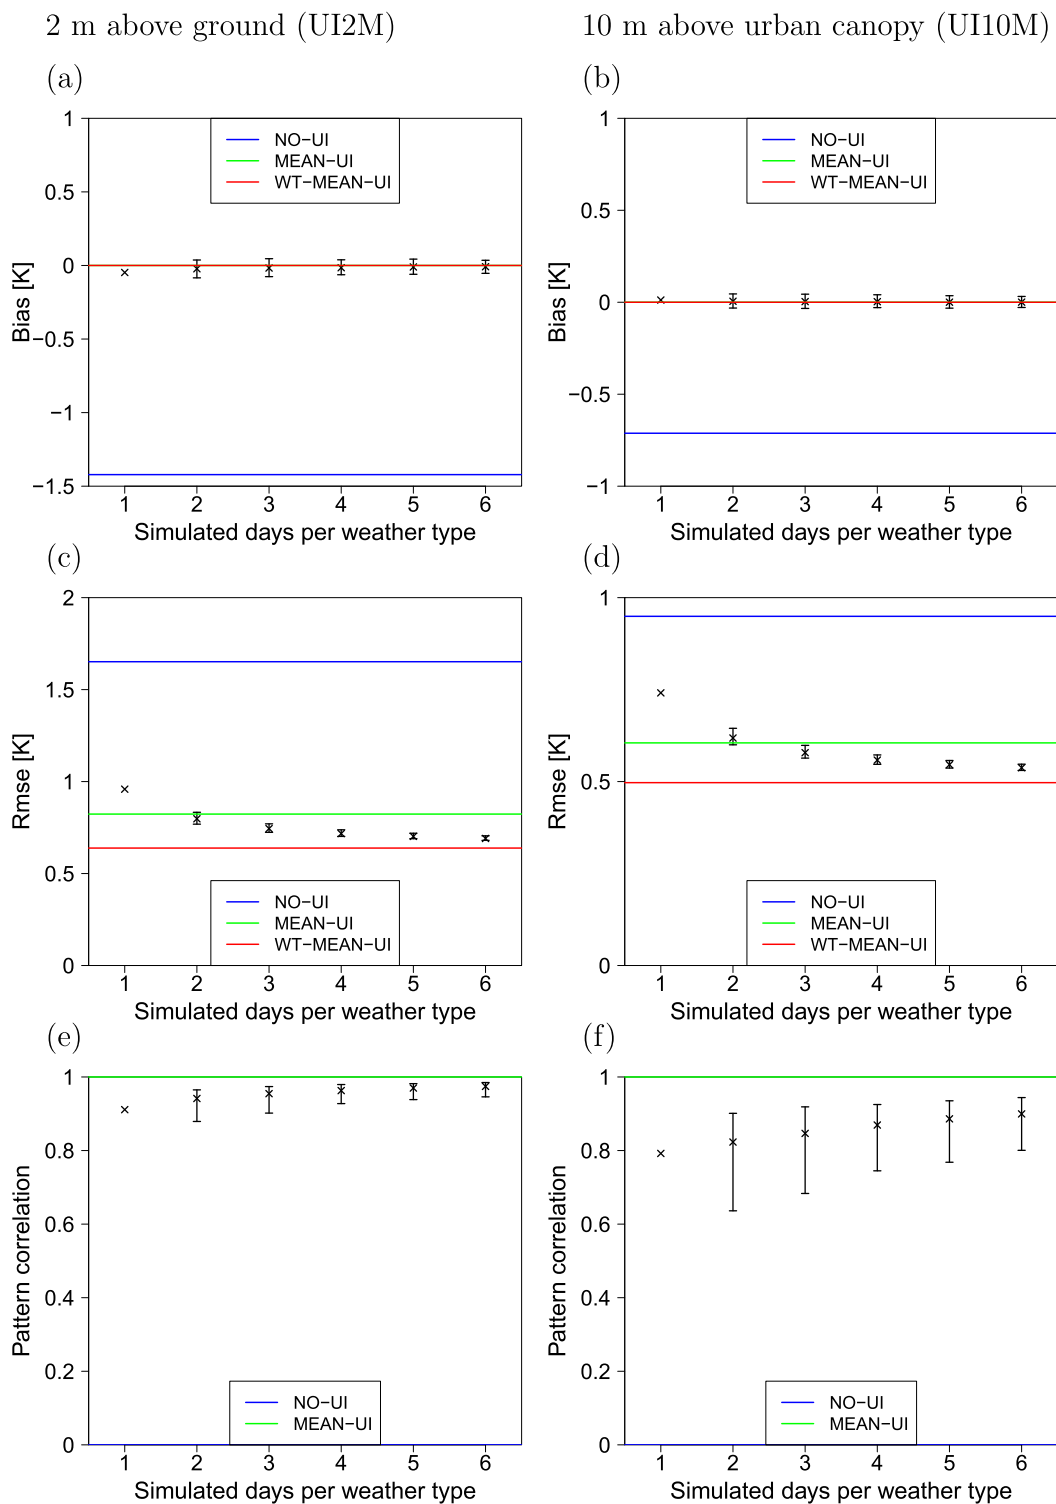 2 m above ground (UI2M)
10 m above urban canopy (UI10M)
(a)
1
0.5
0
−0.5
−1
−1.5
Bias [K]
NO−UI
MEAN−UI
WT−MEAN−UI
1 2 3 4 5 6
Simulated days per weather type
(b)
1
0.5
0
−0.5
−1
Bias [K]
NO−UI
MEAN−UI
WT−MEAN−UI
1 2 3 4 5 6
Simulated days per weather type
(c)
2
1.5
1
0.5
0
Rmse [K]
NO−UI
MEAN−UI
WT−MEAN−UI
1 2 3 4 5 6
Simulated days per weather type
(d)
1
0.5
0
Rmse [K]
NO−UI
MEAN−UI
WT−MEAN−UI
1 2 3 4 5 6
Simulated days per weather type
(e)
1
0.8
0.6
0.4
0.2
0
Pattern correlation
NO−UI
MEAN−UI
1 2 3 4 5 6
Simulated days per weather type
(f)
1
0.8
0.6
0.4
0.2
0
Pattern correlation
NO−UI
MEAN−UI
1 2 3 4 5 6
Simulated days per weather type